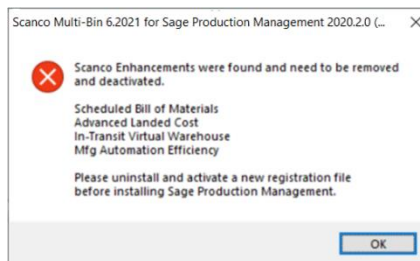 Scanco Multi-Bin 6.2021 for Sage Production Management 2020.2.0 (...
Scanco Enhancements were found and need to be removed
and deactivated.
Scheduled Bill of Materials
Advanced Landed Cost
In-Transit Virtual Warehouse
Mfg Automation Efficiency
Please uninstall and activate a new registration file
before installing Sage Production Management.
OK